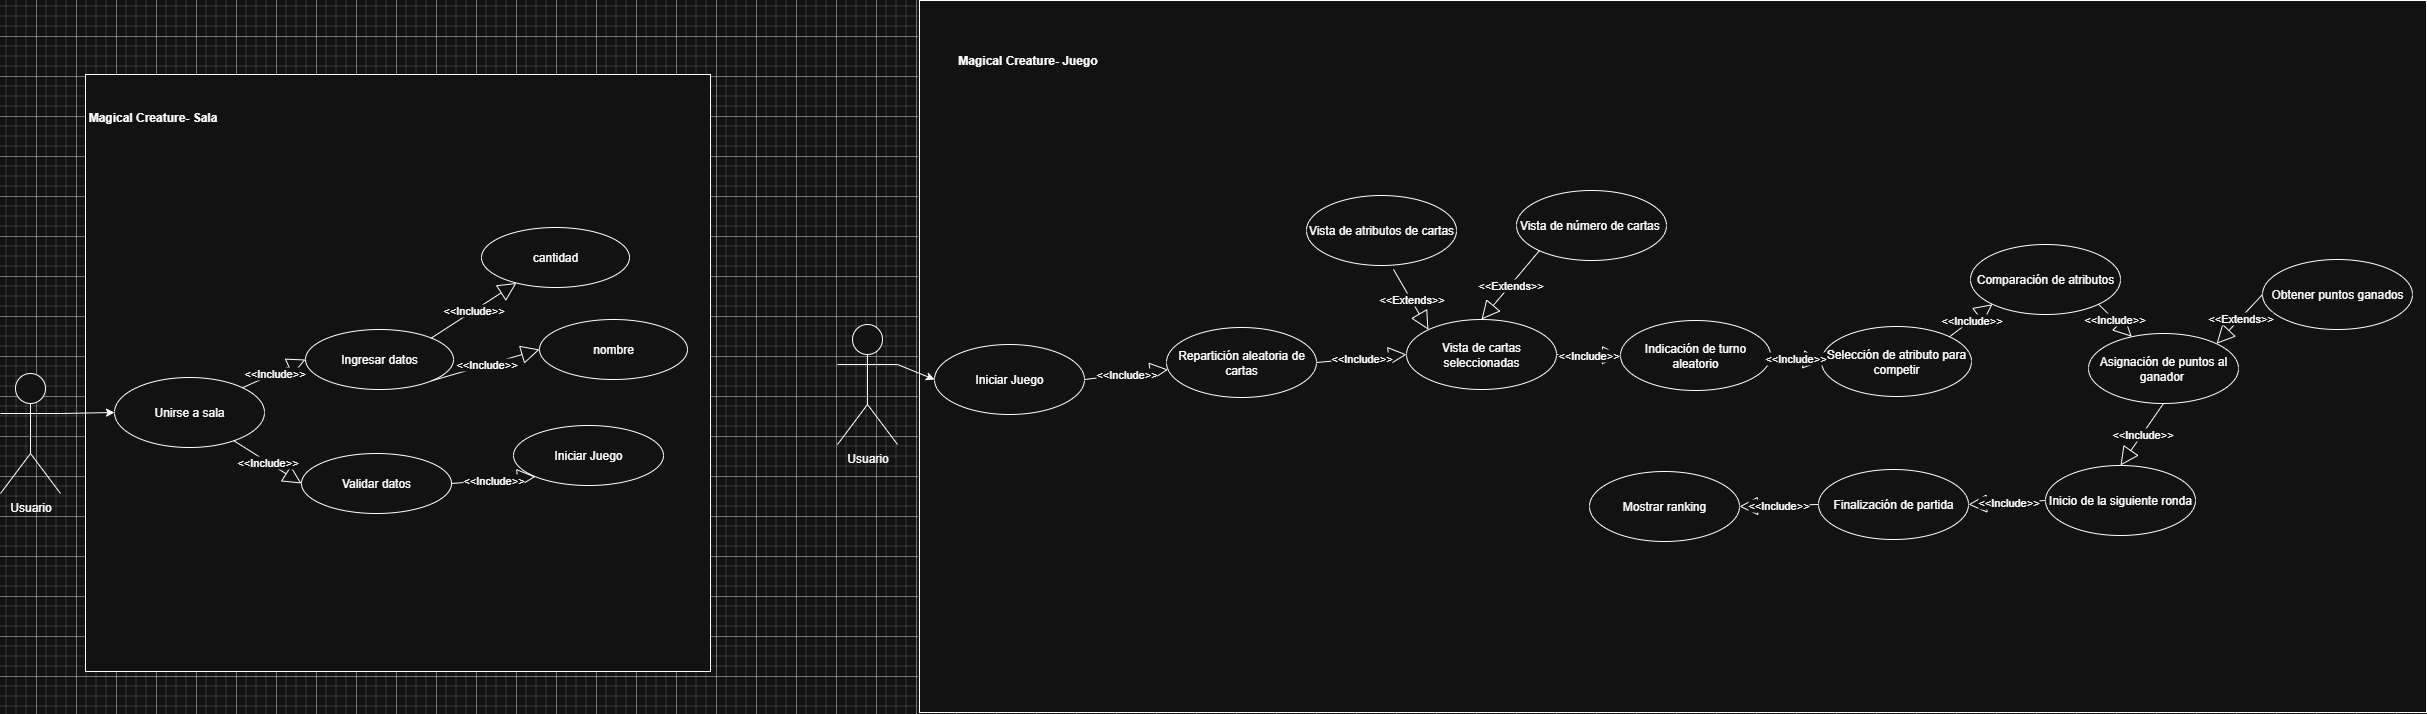 Magical Creature- Sala
cantidad
<<Include>>
Ingresar datos
nombre
<<Include>>
<<Include>>
Unirse a sala
<<Include>>
Validar datos
<<Include>>
Iniciar Juego
Usuario
Magical Creature- Juego
Usuario
Iniciar Juego
<<Include>>
Repartición aleatoria de
cartas
<<Include>>
Vista de atributos de cartas
<<Extends>>
Vista de número de cartas
<<Extends>>
Vista de cartas
seleccionadas
<<Include>>
Indicación de turno
aleatorio
<<Include>>
Selección de atributo para
competir
<<Include>>
Comparación de atributos
<<Include>>
Obtener puntos ganados
<<Extends>>
Asignación de puntos al
ganador
<<Include>>
Inicio de la siguiente ronda
<<Include>>
Finalización de partida
<<Include>>
Mostrar ranking